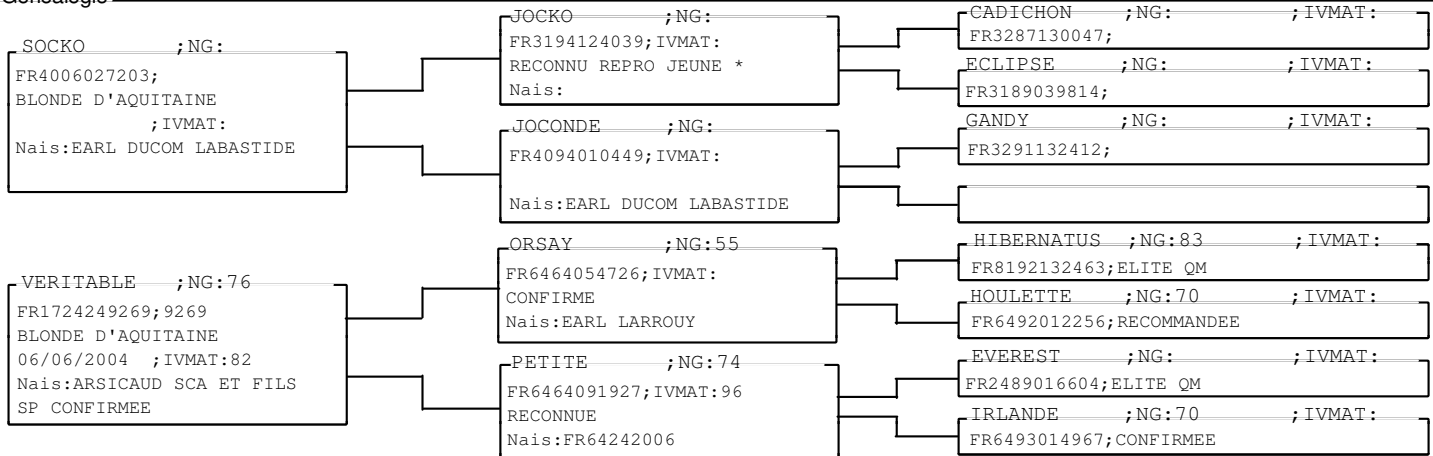 Généalogie
SOCKO ;NG:
FR4006027203;
BLONDE D'AQUITAINE
;IVMAT:
Nais:EARL DUCOM LABASTIDE
VERITABLE ;NG:76
FR1724249269;9269
BLONDE D'AQUITAINE
06/06/2004 ;IVMAT:82
Nais:ARSICAUD SCA ET FILS
SP CONFIRMEE
JOCKO ;NG:
FR3194124039;IVMAT:
RECONNU REPRO JEUNE *
Nais:
JOCONDE ;NG:
FR4094010449;IVMAT:
Nais:EARL DUCOM LABASTIDE
ORSAY ;NG:55
FR6464054726;IVMAT:
CONFIRME
Nais:EARL LARROUY
PETITE ;NG:74
FR6464091927;IVMAT:96
RECONNUE
Nais:FR64242006
CADICHON ;NG: ;IVMAT:
FR3287130047;
ECLIPSE ;NG: ;IVMAT:
FR3189039814;
GANDY ;NG: ;IVMAT:
FR3291132412;
HIBERNATUS ;NG:83 ;IVMAT:
FR8192132463;ELITE QM
HOULETTE ;NG:70 ;IVMAT:
FR6492012256;RECOMMANDEE
EVEREST ;NG: ;IVMAT:
FR2489016604;ELITE QM
IRLANDE ;NG:70 ;IVMAT:
FR6493014967;CONFIRMEE